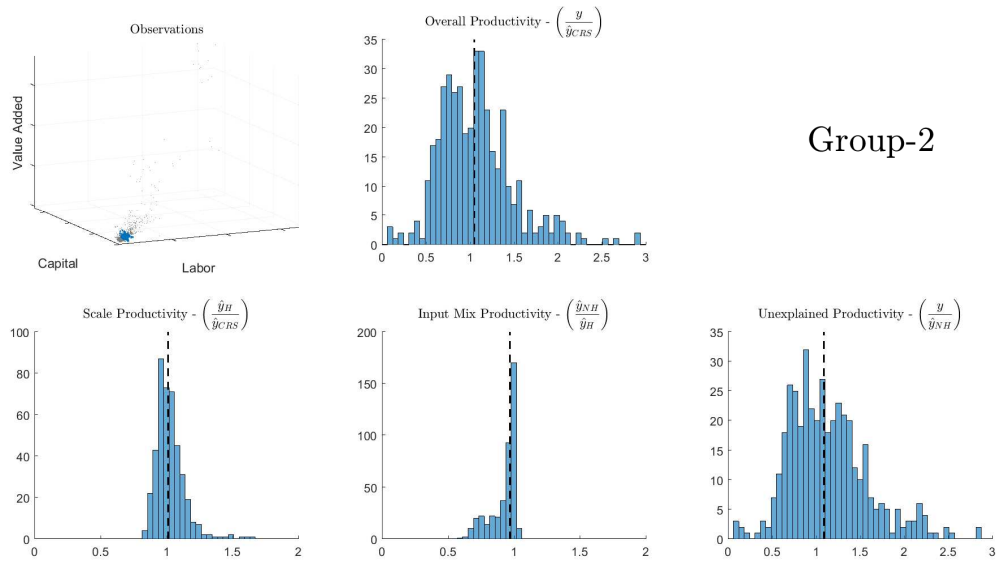 Observations
Value Added
Capital
Labor
Overall Productivity - (y / ŷ_CRS)
35
30
25
20
15
10
5
0
0 0.5 1 1.5 2 2.5 3
Group-2
Scale Productivity - (ŷ_H / ŷ_CRS)
100
80
60
40
20
0
0 0.5 1 1.5 2
Input Mix Productivity - (ŷ_NH / ŷ_H)
200
150
100
50
0 0.5 1 1.5 2
Unexplained Productivity - (y / ŷ_NH)
35
30
25
20
15
10
5
0
0 0.5 1 1.5 2 2.5 3